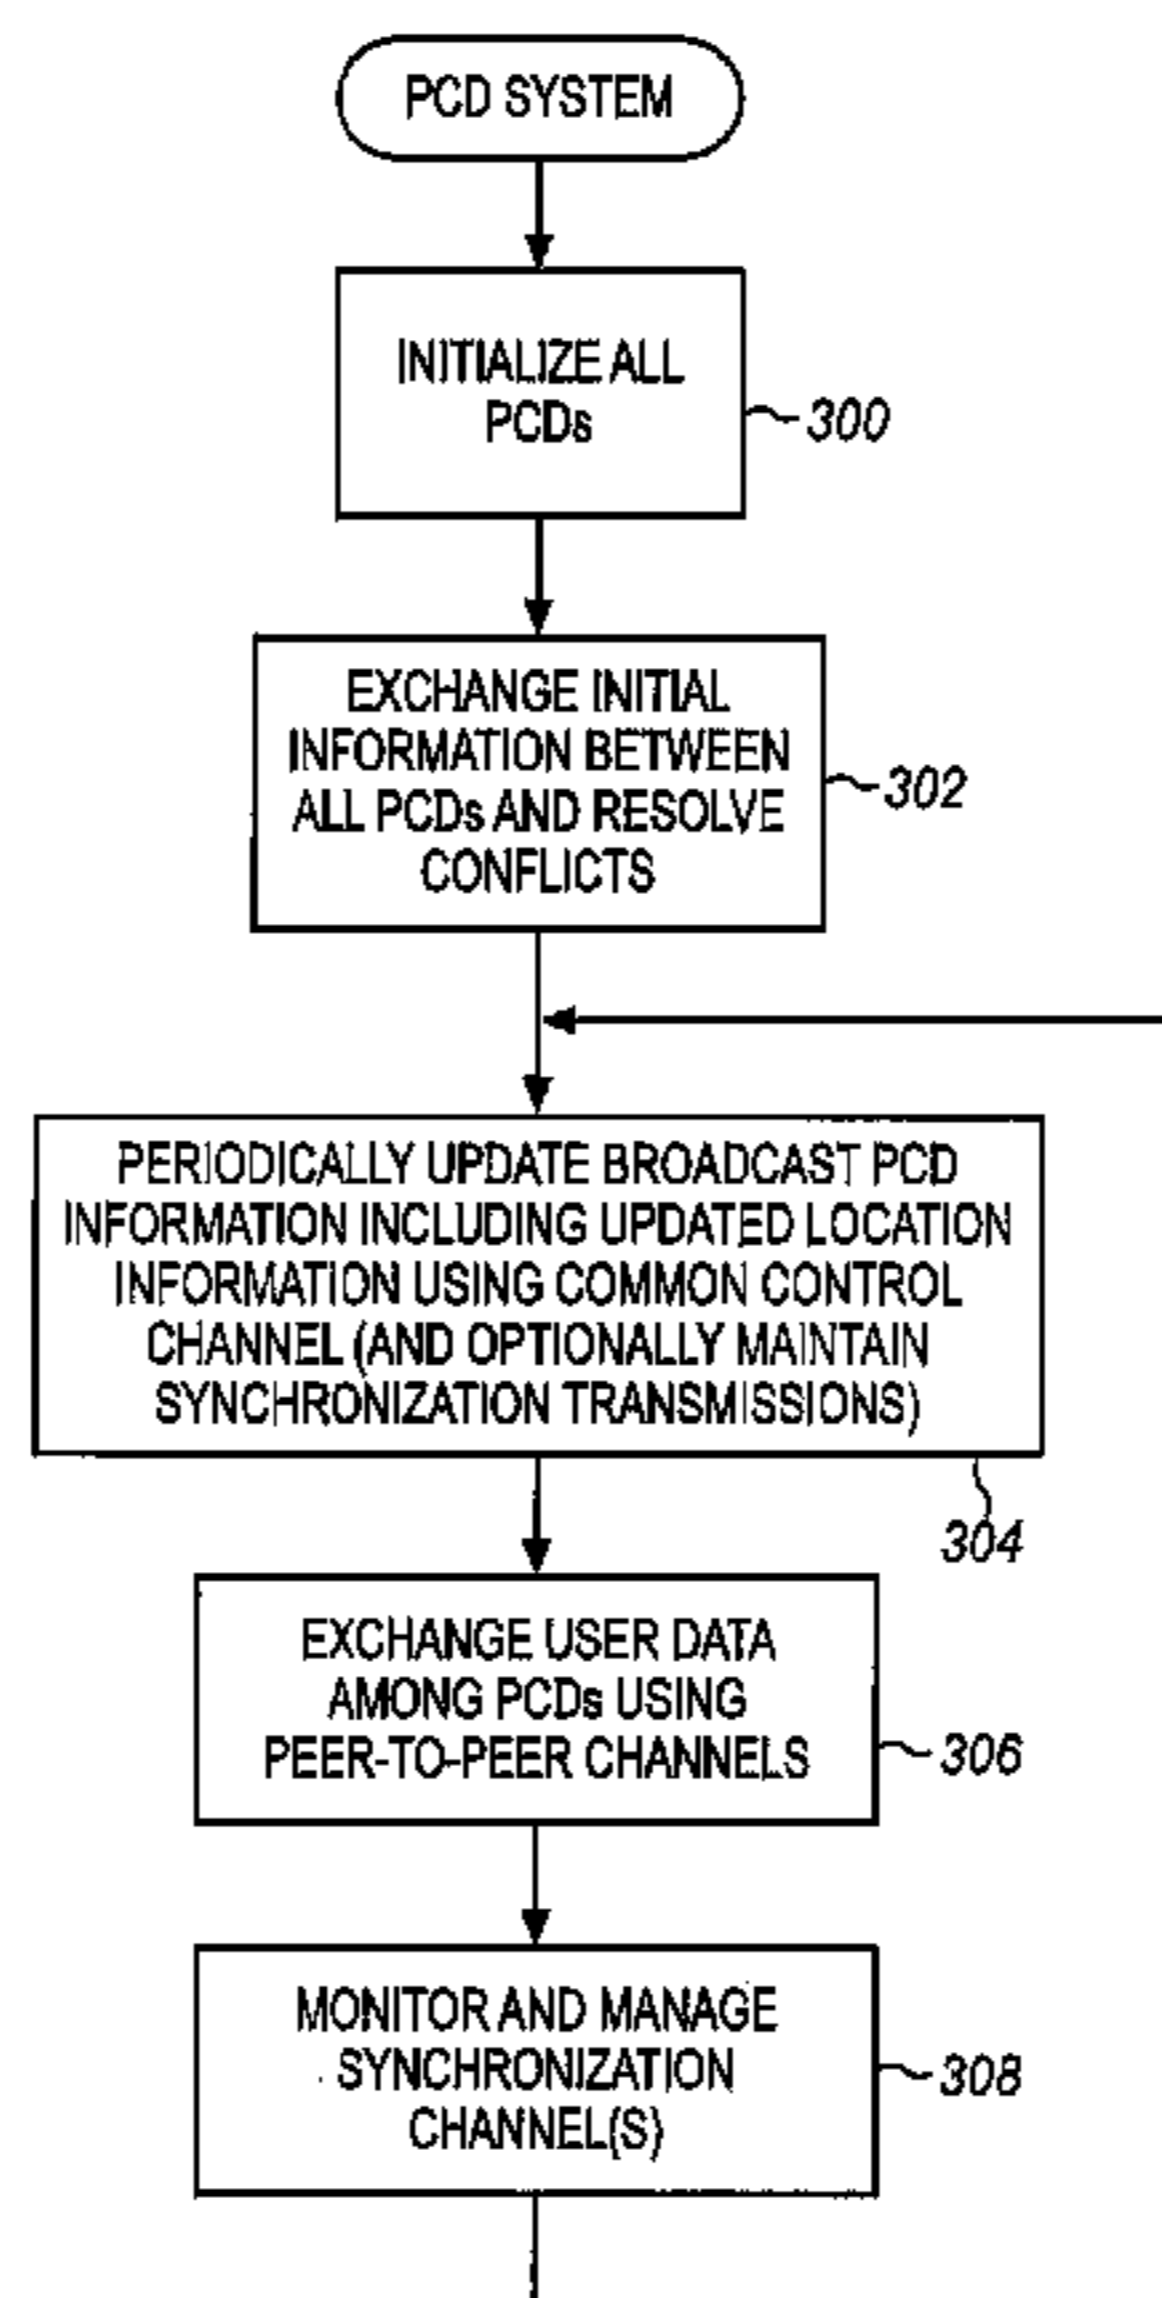 PCD SYSTEM
INITIALIZE ALL
PCDs
300
EXCHANGE INITIAL
INFORMATION BETWEEN
ALL PCDs AND RESOLVE
CONFLICTS
302
PERIODICALLY UPDATE BROADCAST PCD
INFORMATION INCLUDING UPDATED LOCATION
INFORMATION USING COMMON CONTROL
CHANNEL (AND OPTIONALLY MAINTAIN
SYNCHRONIZATION TRANSMISSIONS)
304
EXCHANGE USER DATA
AMONG PCDs USING
PEER-TO-PEER CHANNELS
306
MONITOR AND MANAGE
SYNCHRONIZATION
CHANNEL(S)
308